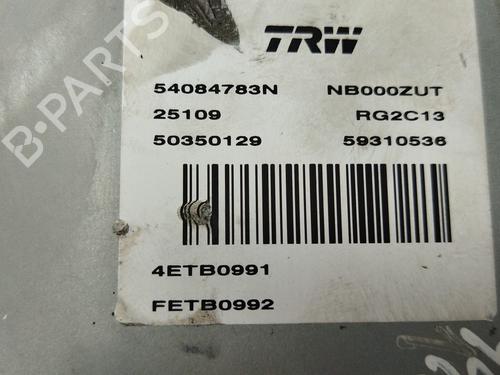 B-PARTS
TRW
54084783N NB000ZUT
25109 RG2C13
50350129 59310536
4ETB0991
FETB0992